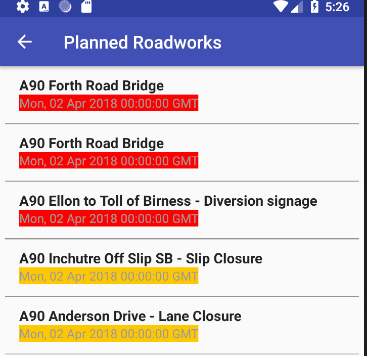 5:26
Planned Roadworks
A90 Forth Road Bridge
Mon, 02 Apr 2018 00:00:00 GMT
A90 Forth Road Bridge
Mon, 02 Apr 2018 00:00:00 GMT
A90 Ellon to Toll of Birness - Diversion signage
Mon, 02 Apr 2018 00:00:00 GMT
A90 Inchutre Off Slip SB - Slip Closure
Mon, 02 Apr 2018 00:00:00 GMT
A90 Anderson Drive - Lane Closure
Mon, 02 Apr 2018 00:00:00 GMT